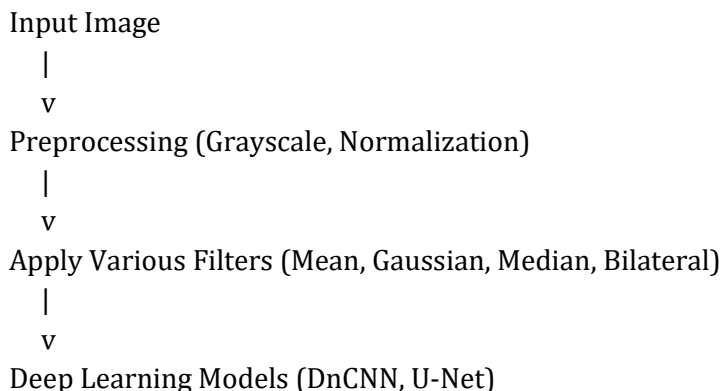 Input Image
|
v
Preprocessing (Grayscale, Normalization)
|
v
Apply Various Filters (Mean, Gaussian, Median, Bilateral)
|
v
Deep Learning Models (DnCNN, U-Net)